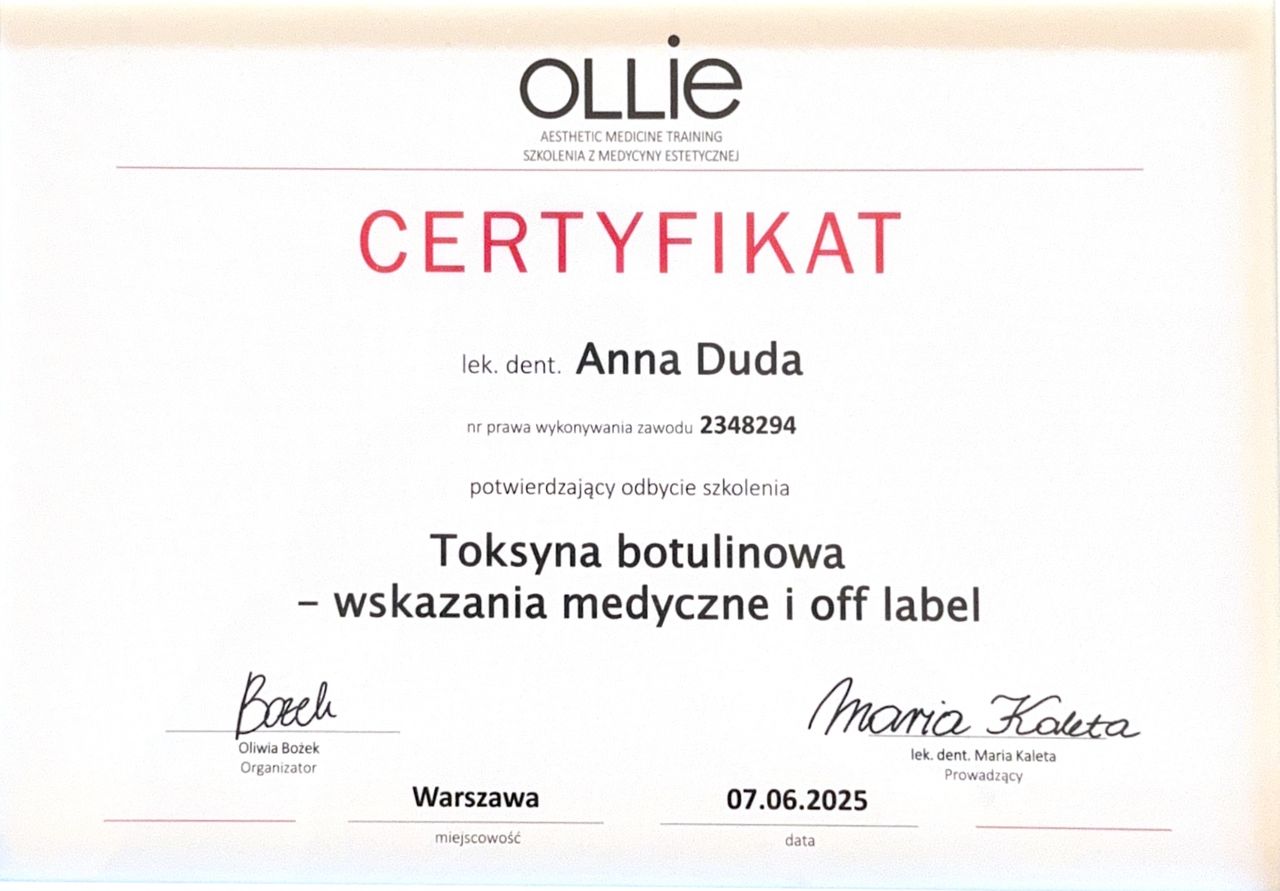 OLLie
AESTHETIC MEDICINE TRAINING
SZKOLENIA Z MEDYCYNY ESTETYCZNEJ
CERTYFIKAT
lek. dent. Anna Duda
nr prawa wykonywania zawodu 2348294
potwierdzający odbycie szkolenia
Toksyna botulinowa
– wskazania medyczne i off label
Bożek
Maria Kaleta
Oliwia Bożek
Organizator
lek. dent. Maria Kaleta
Prowadzący
Warszawa
miejscowość
07.06.2025
data